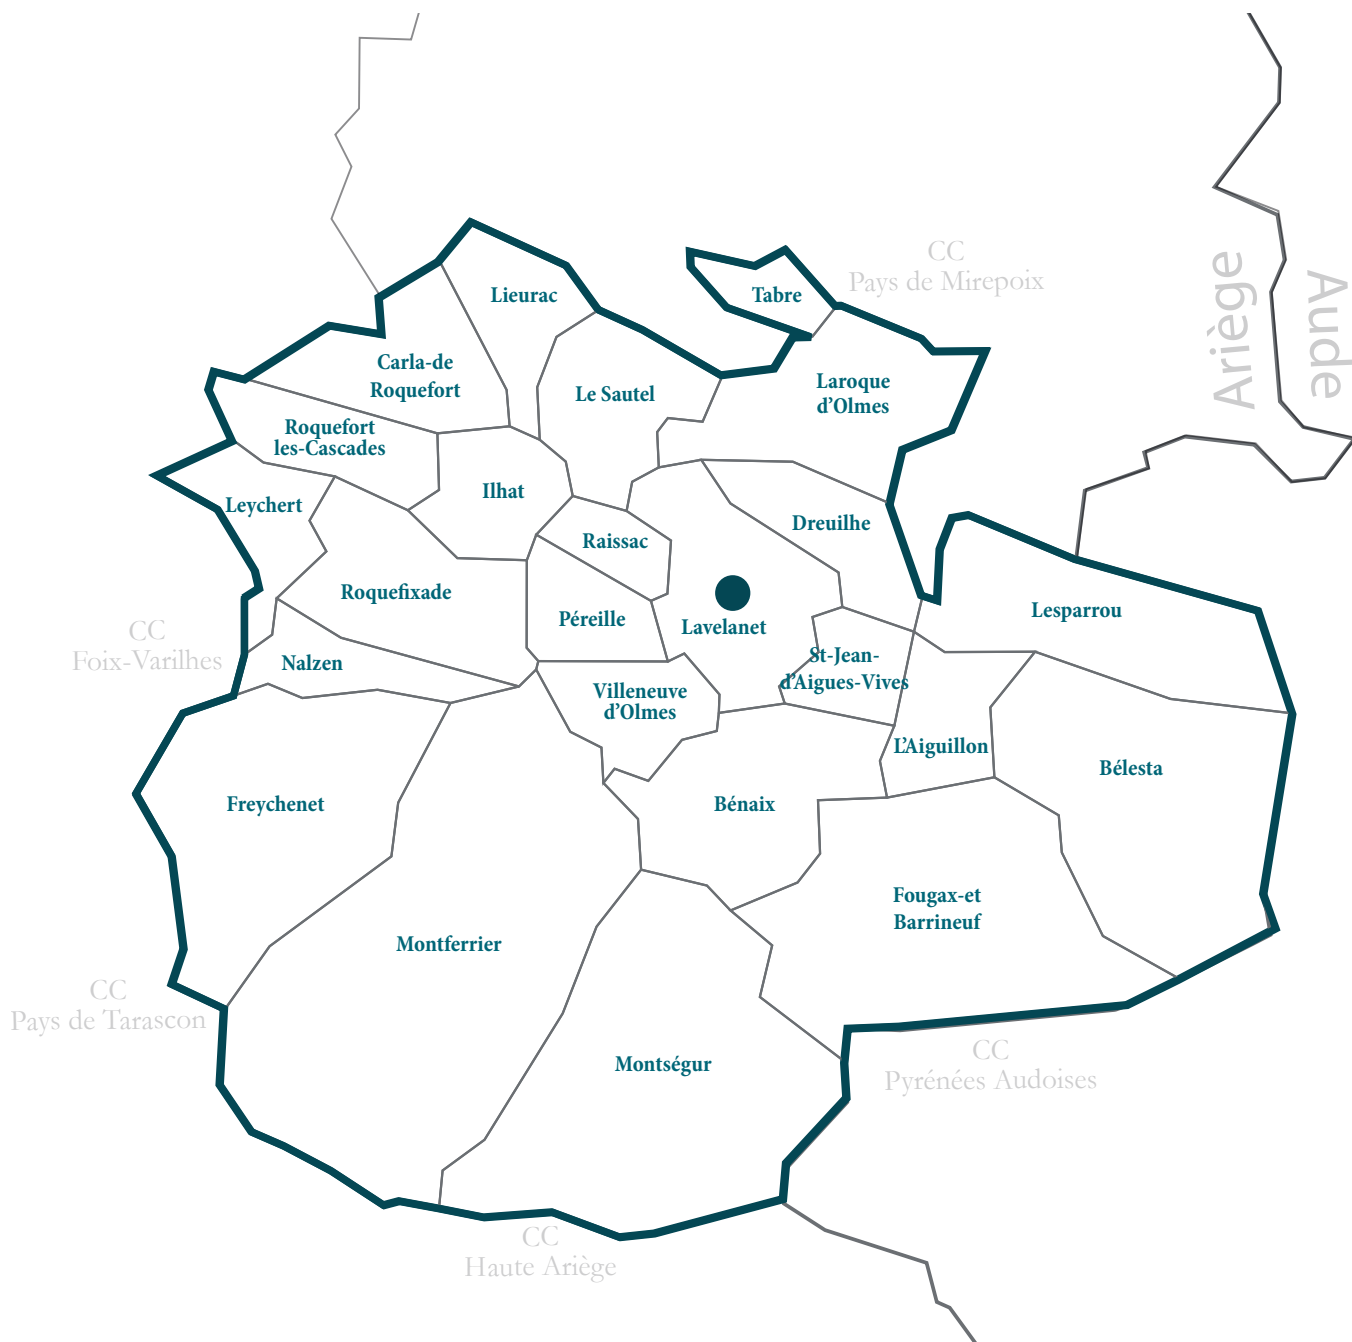 CC
Pays de Mirepoix
Ariège
Aude
Lieurac
Tabre
Carla-de
Roquefort
Le Sautel
Laroque
d'Olmes
Roquefort
les-Cascades
Ilhat
Leychert
Raissac
Dreuilhe
Roquefixade
Péreille
Lavelanet
Lesparrou
CC
Foix-Varilhes
Nalzen
St-Jean-
d'Aigues-Vives
Villeneuve
d'Olmes
L'Aiguillon
Bélesta
Freychenet
Bénaix
Fougax-et
Barrineuf
Montferrier
CC
Pays de Tarascon
Montségur
CC
Pyrénées Audoises
CC
Haute Ariège